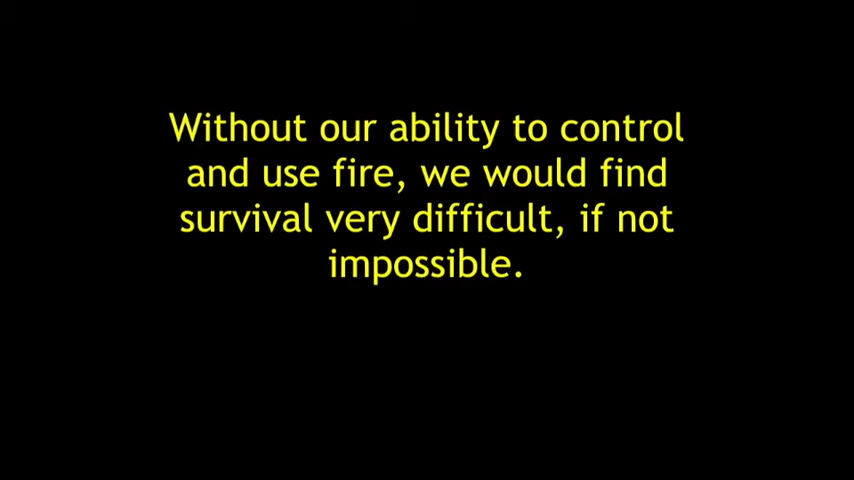 Without our ability to control
and use fire, we would find
survival very difficult, if not
impossible.